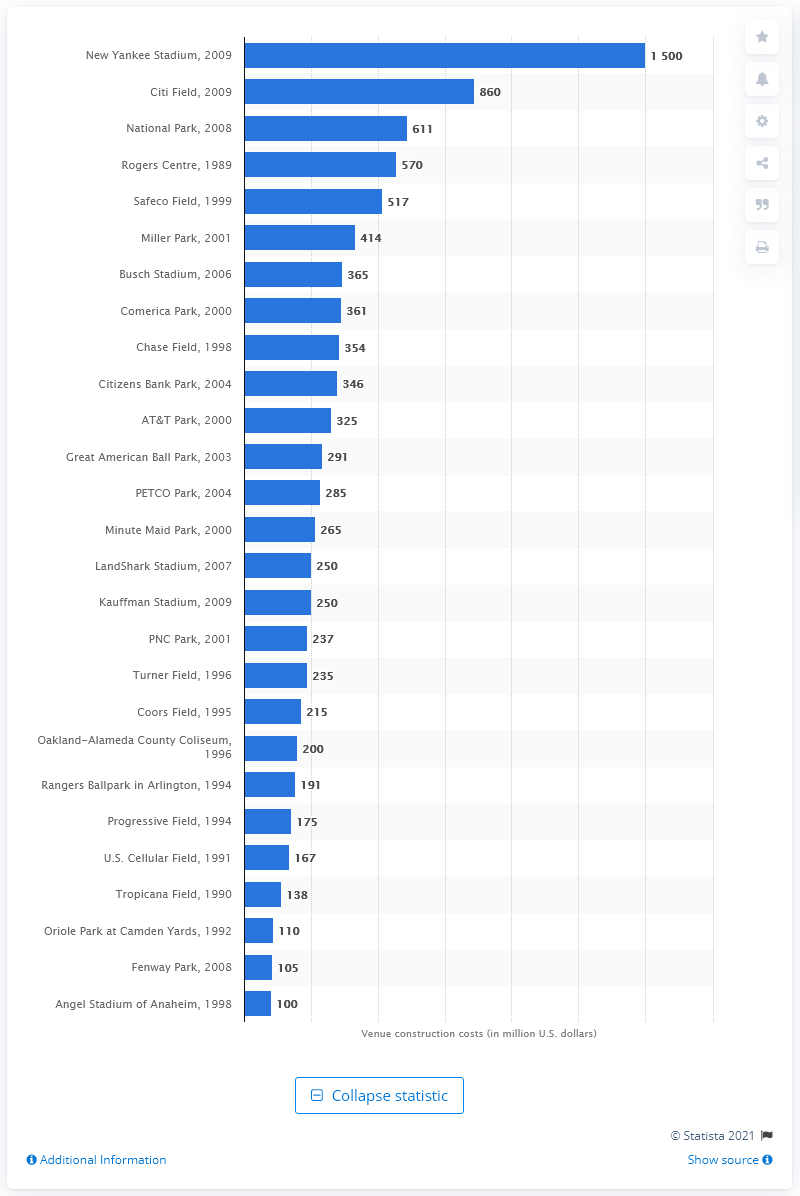 New Yankee Stadium, 2009 1 500
Citi Field, 2009 860
National Park, 2008 611
Rogers Centre, 1989 570
Safeco Field, 1999 517
Miller Park, 2001 414
Busch Stadium, 2006 365
Comerica Park, 2000 361
Chase Field, 1998 354
Citizens Bank Park, 2004 346
AT&T Park, 2000 325
Great American Ball Park, 2003 291
PETCO Park, 2004 285
Minute Maid Park, 2000 265
LandShark Stadium, 2007 250
Kauffman Stadium, 2009 250
PNC Park, 2001 237
Turner Field, 1996 235
Coors Field, 1995 215
Oakland-Alameda County Coliseum,
1996 200
Rangers Ballpark in Arlington, 1994 191
Progressive Field, 1994 175
U.S. Cellular Field, 1991 167
Tropicana Field, 1990 138
Oriole Park at Camden Yards, 1992 110
Fenway Park, 2008 105
Angel Stadium of Anaheim, 1998 100
Venue construction costs (in million U.S. dollars)
Collapse statistic
© Statista 2021
Additional Information Show source